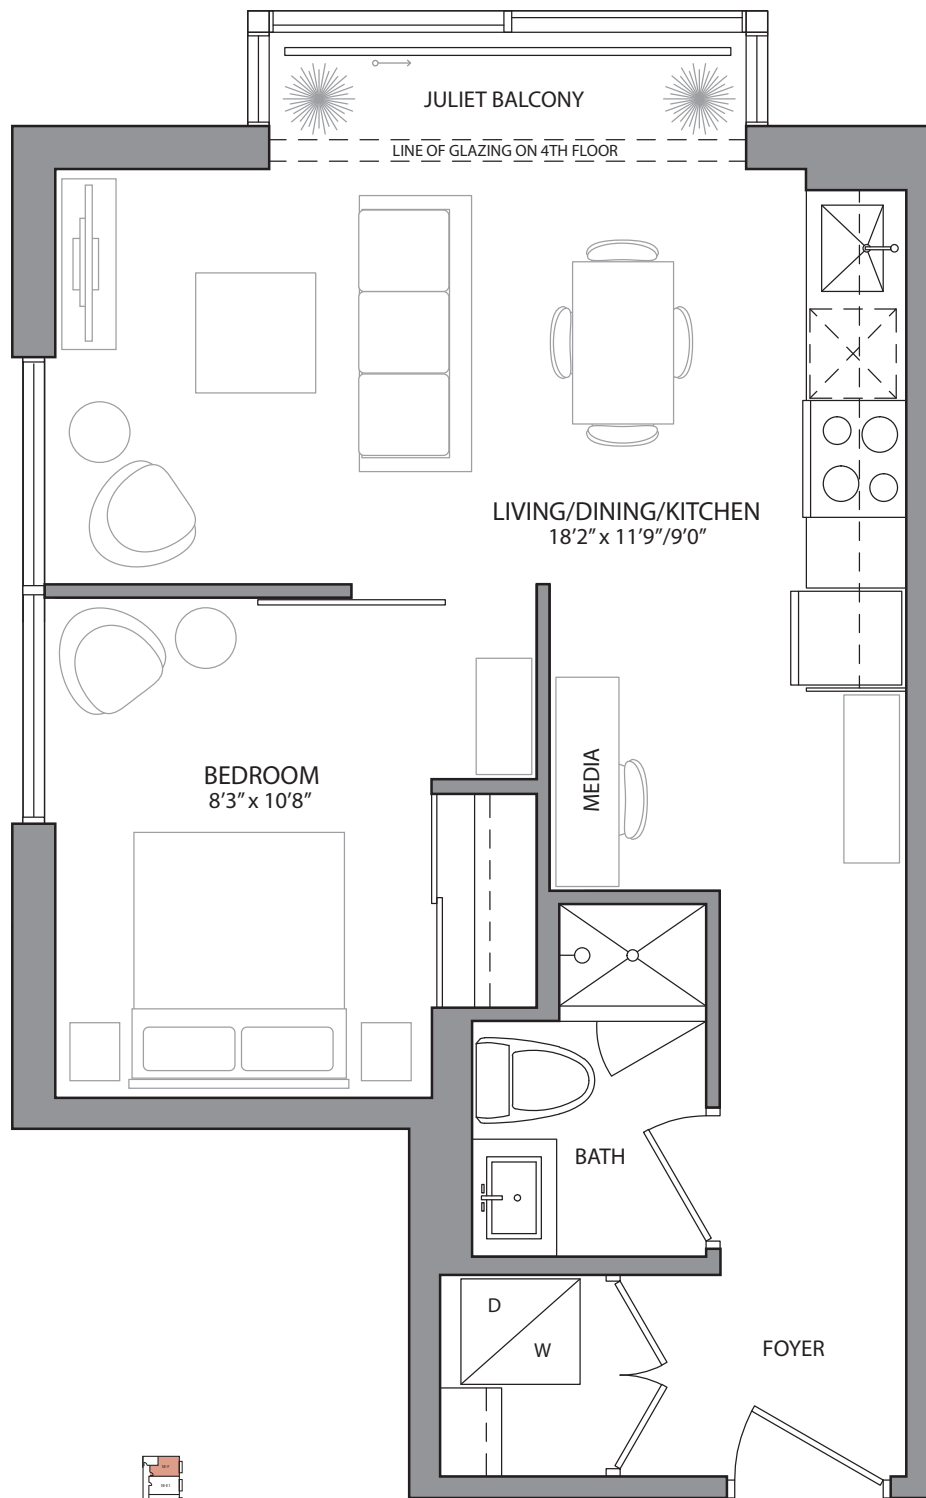 JULIET BALCONY
LINE OF GLAZING ON 4TH FLOOR
LIVING/DINING/KITCHEN
18'2" x 11'9"/9'0"
BEDROOM
8'3" x 10'8"
MEDIA
BATH
D
W
FOYER